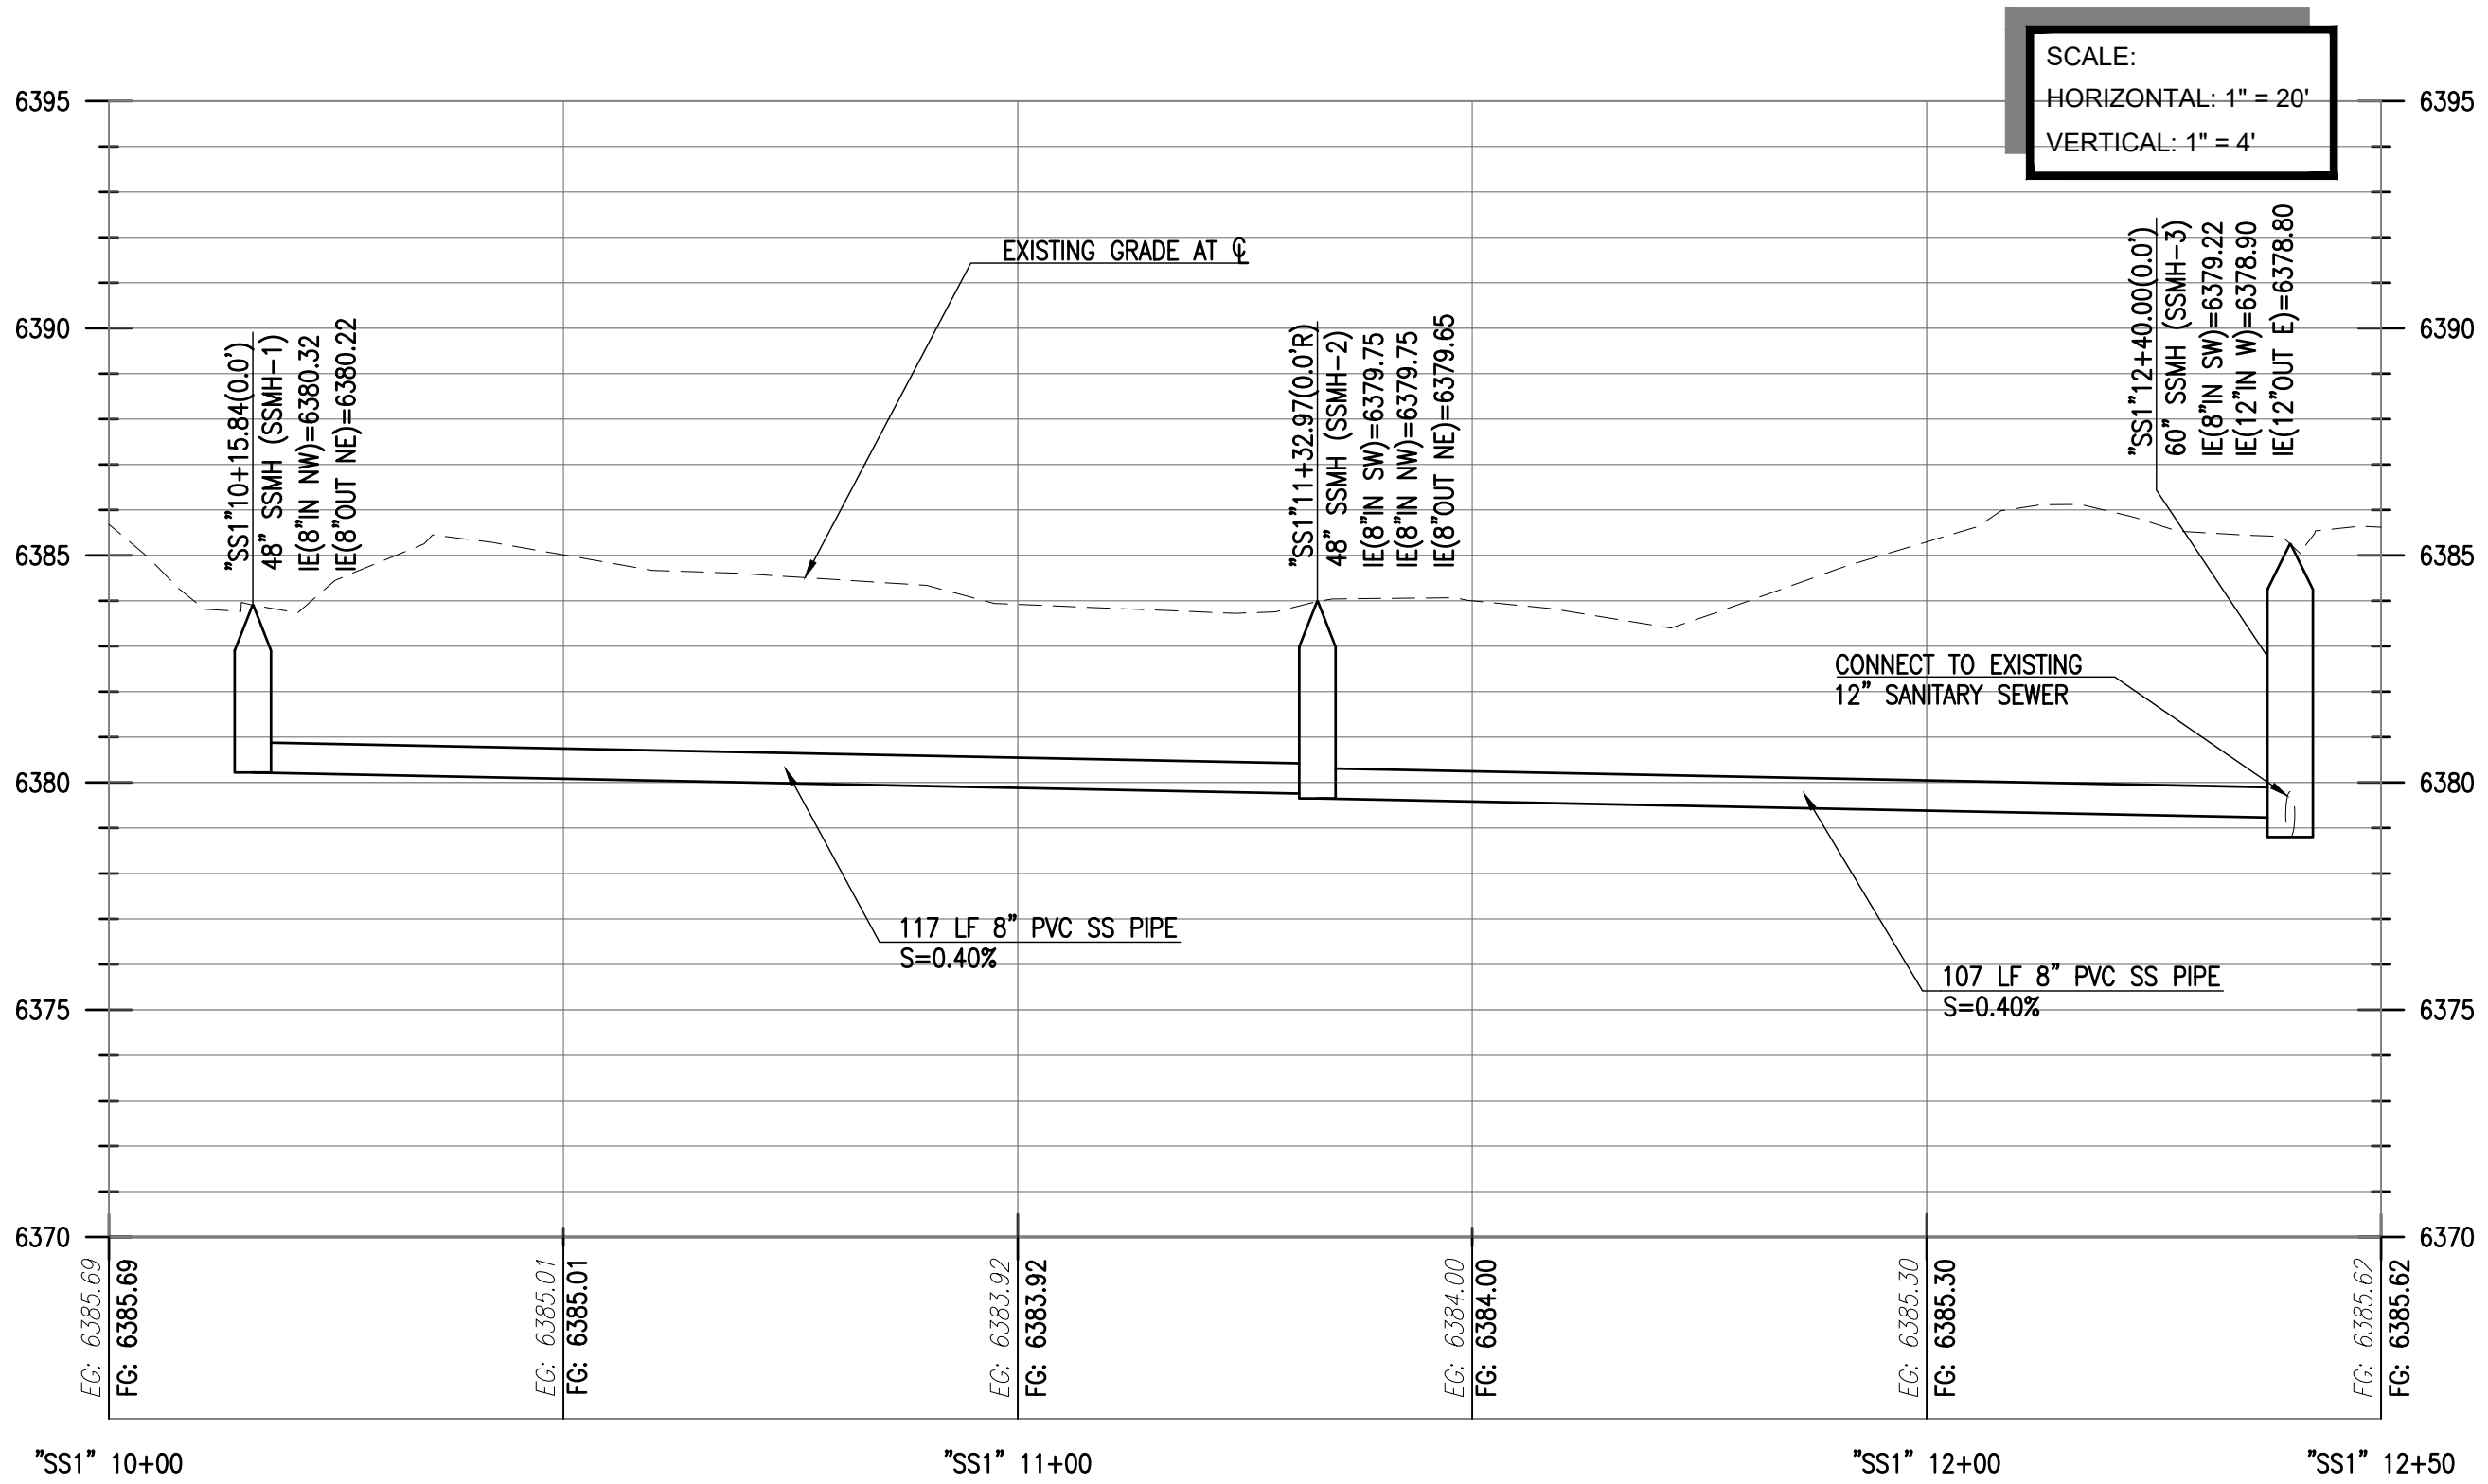 SCALE:
HORIZONTAL: 1" = 20'
VERTICAL: 1" = 4'
6395
6395
6390
6390
6385
6385
6380
6380
6375
6375
6370
6370
EXISTING GRADE AT ℄
"SS1"10+15.84(0.0')
48" SSMH (SSMH-1)
IE(8"IN NW)=6380.32
IE(8"OUT NE)=6380.22
"SS1"11+32.97(0.0'R)
48" SSMH (SSMH-2)
IE(8"IN SW)=6379.75
IE(8"IN NW)=6379.75
IE(8"OUT NE)=6379.65
"SS1"12+40.00(0.0')
60" SSMH (SSMH-3)
IE(8"IN SW)=6379.22
IE(12"IN W)=6378.90
IE(12"OUT E)=6378.80
CONNECT TO EXISTING
12" SANITARY SEWER
117 LF 8" PVC SS PIPE
S=0.40%
107 LF 8" PVC SS PIPE
S=0.40%
EG: 6385.69
FG: 6385.69
EG: 6385.01
FG: 6385.01
EG: 6383.92
FG: 6383.92
EG: 6384.00
FG: 6384.00
EG: 6385.30
FG: 6385.30
EG: 6385.62
FG: 6385.62
"SS1" 10+00
"SS1" 11+00
"SS1" 12+00
"SS1" 12+50